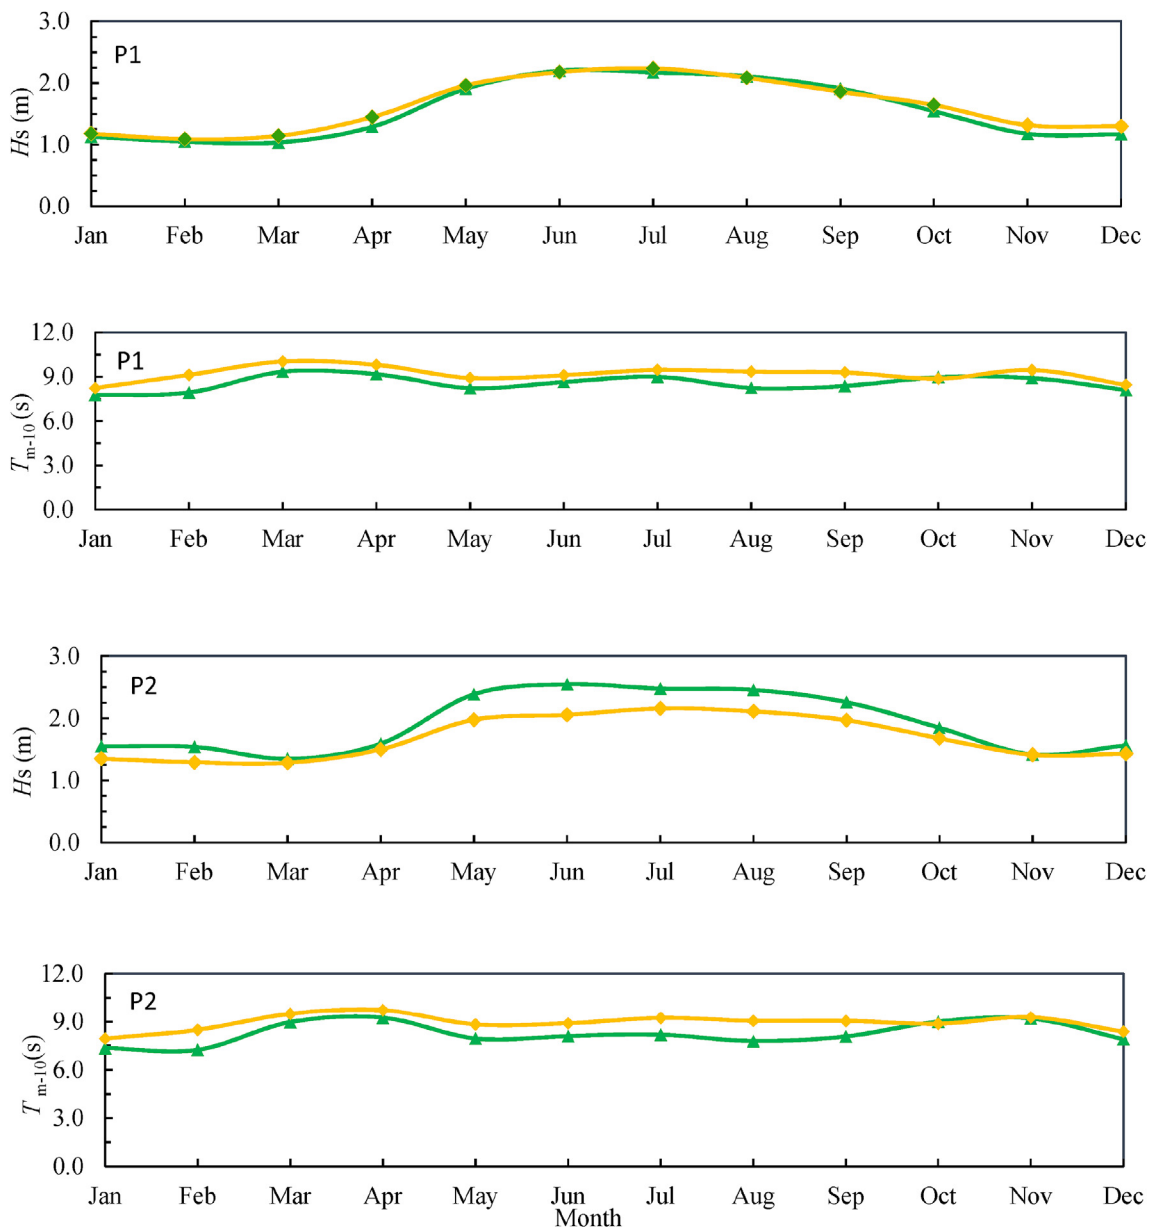 3.0
P1
2.0
Hs (m)
1.0
0.0
Jan Feb Mar Apr May Jun Jul Aug Sep Oct Nov Dec
12.0
P1
9.0
6.0
Tm-10 (s)
3.0
0.0
Jan Feb Mar Apr May Jun Jul Aug Sep Oct Nov Dec
3.0
P2
2.0
Hs (m)
1.0
0.0
Jan Feb Mar Apr May Jun Jul Aug Sep Oct Nov Dec
12.0
P2
9.0
6.0
T m-10(s)
3.0
0.0
Jan Feb Mar Apr May Jun Jul Aug Sep Oct Nov Dec
Month